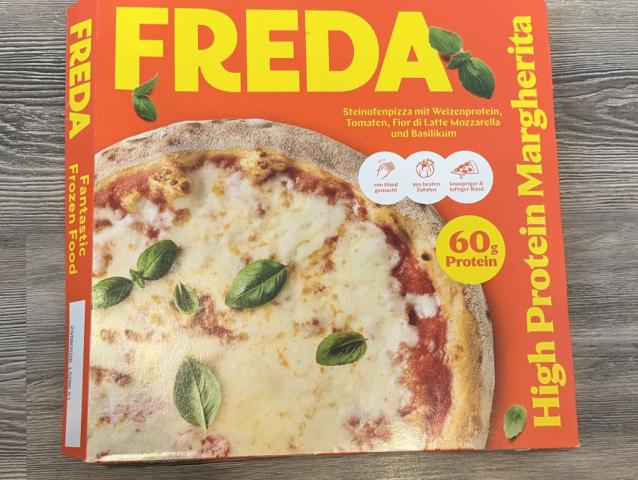 FREDA
Steinofenpizza mit Weizenprotein,
Tomaten, Fior di Latte Mozzarella
und Basilikum
von Hand
gemacht
aus besten
Zutaten
knuspriger &
luftiger Rand
60g
Protein
High Protein Margherita
FREDA
Fantastic
Frozen Food